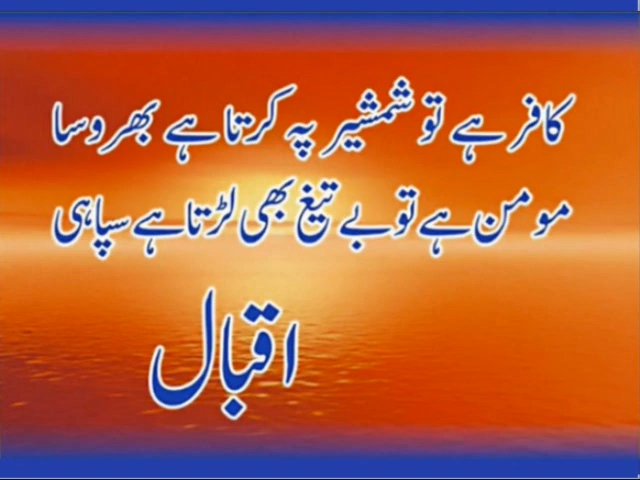 کافر ہے تو شمشیر پہ کرتا ہے بھروسا
مومن ہے تو بے تیغ بھی لڑتا ہے سپاہی
اقبال